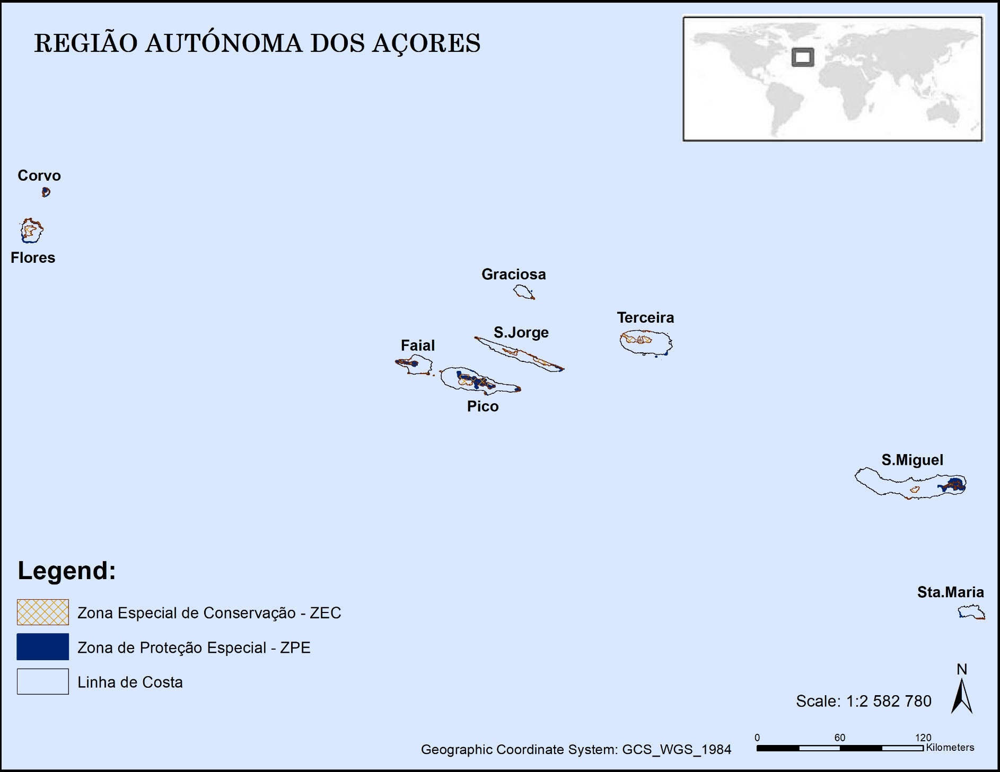 REGIÃO AUTÓNOMA DOS AÇORES
Corvo
Flores
Graciosa
Terceira
S.Jorge
Faial
Pico
S.Miguel
Sta.Maria
Legend:
Zona Especial de Conservação - ZEC
Zona de Proteção Especial - ZPE
Linha de Costa
N
Scale: 1:2 582 780
0 60 120
Kilometers
Geographic Coordinate System: GCS_WGS_1984